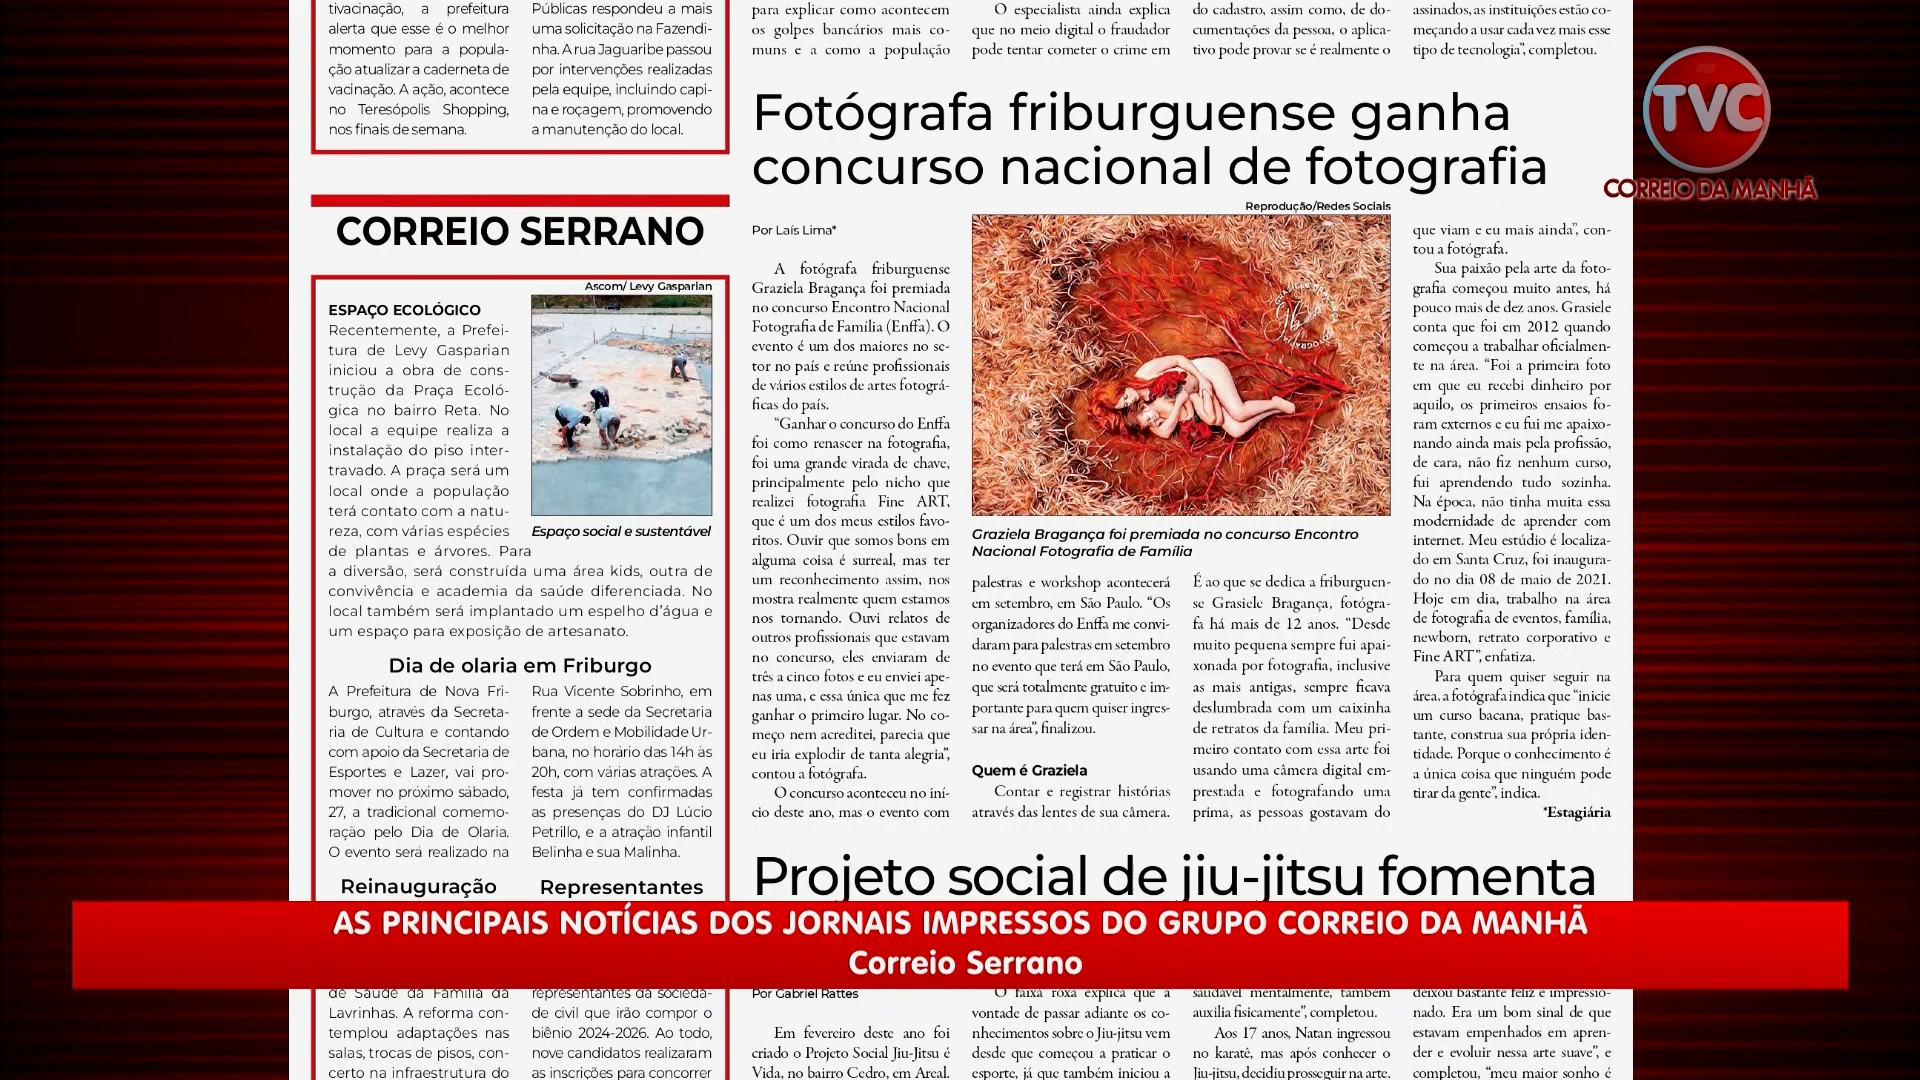 tivacinação, a prefeitura
alerta que esse é o melhor
momento para a popula-
ção atualizar a caderneta de
vacinação. A ação, acontece
no Teresópolis Shopping,
nos finais de semana.
Públicas respondeu a mais
uma solicitação na Fazendi-
nha. A rua Jaguaribe passou
por intervenções realizadas
pela equipe, incluindo capi-
na e roçagem, promovendo
a manutenção do local.
para explicar como acontecem
os golpes bancários mais co-
muns e a como a população
O especialista ainda explica
que no meio digital o fraudador
pode tentar cometer o crime em
do cadastro, assim como, de do-
cumentações da pessoa, o aplica-
tivo pode provar se é realmente o
assinados, as instituições estão co-
meçando a usar cada vez mais esse
tipo de tecnologia”, completou.
TVC
CORREIO DA MANHÃ
CORREIO SERRANO
Ascom/ Levy Gasparian
ESPAÇO ECOLÓGICO
Recentemente, a Prefei-
tura de Levy Gasparian
iniciou a obra de cons-
trução da Praça Ecoló-
gica no bairro Reta. No
local a equipe realiza a
instalação do piso inter-
travado. A praça será um
local onde a população
terá contato com a natu-
reza, com várias espécies
de plantas e árvores. Para
a diversão, será construída uma área kids, outra de
convivência e academia da saúde diferenciada. No
local também será implantado um espelho d’água e
um espaço para exposição de artesanato.
Espaço social e sustentável
Dia de olaria em Friburgo
A Prefeitura de Nova Fri-
burgo, através da Secreta-
ria de Cultura e contando
com apoio da Secretaria de
Esportes e Lazer, vai pro-
mover no próximo sábado,
27, a tradicional comemo-
ração pelo Dia de Olaria.
O evento será realizado na
Rua Vicente Sobrinho, em
frente a sede da Secretaria
de Ordem e Mobilidade Ur-
bana, no horário das 14h às
20h, com várias atrações. A
festa já tem confirmadas
as presenças do DJ Lúcio
Petrillo, e a atração infantil
Belinha e sua Malinha.
Reinauguração
Representantes
Fotógrafa friburguense ganha
concurso nacional de fotografia
Reprodução/Redes Sociais
Por Laís Lima*
A fotógrafa friburguense
Graziela Bragança foi premiada
no concurso Encontro Nacional
Fotografia de Família (Enffa). O
evento é um dos maiores no se-
tor no país e reúne profissionais
de vários estilos de artes fotográ-
ficas do país.
“Ganhar o concurso do Enffa
foi como renascer na fotografia,
foi uma grande virada de chave,
principalmente pelo nicho que
realizei fotografia Fine ART,
que é um dos meus estilos favo-
ritos. Ouvir que somos bons em
alguma coisa é surreal, mas ter
um reconhecimento assim, nos
mostra realmente quem estamos
nos tornando. Ouvi relatos de
outros profissionais que estavam
no concurso, eles enviaram de
três a cinco fotos e eu enviei ape-
nas uma, e essa única que me fez
ganhar o primeiro lugar. No co-
meço nem acreditei, parecia que
eu iria explodir de tanta alegria”,
contou a fotógrafa.
O concurso aconteceu no iní-
cio deste ano, mas o evento com
Graziela Bragança foi premiada no concurso Encontro
Nacional Fotografia de Família
palestras e workshop acontecerá
em setembro, em São Paulo. “Os
organizadores do Enffa me convi-
daram para palestras em setembro
no evento que terá em São Paulo,
que será totalmente gratuito e im-
portante para quem quiser ingres-
sar na área”, finalizou.
Quem é Graziela
Contar e registrar histórias
através das lentes de sua câmera.
É ao que se dedica a friburguen-
se Grasiele Bragança, fotógra-
fa há mais de 12 anos. “Desde
muito pequena sempre fui apai-
xonada por fotografia, inclusive
as mais antigas, sempre ficava
deslumbrada com um caixinha
de retratos da família. Meu pri-
meiro contato com essa arte foi
usando uma câmera digital em-
prestada e fotografando uma
prima, as pessoas gostavam do
que viam e eu mais ainda”, con-
tou a fotógrafa.
Sua paixão pela arte da foto-
grafia começou muito antes, há
pouco mais de dez anos. Grasiele
conta que foi em 2012 quando
começou a trabalhar oficialmen-
te na área. “Foi a primeira foto
em que eu recebi dinheiro por
aquilo, os primeiros ensaios fo-
ram externos e eu fui me apaixo-
nando ainda mais pela profissão,
de cara, não fiz nenhum curso,
fui aprendendo tudo sozinha.
Na época, não tinha muita essa
modernidade de aprender com
internet. Meu estúdio é localiza-
do em Santa Cruz, foi inaugura-
do no dia 08 de maio de 2021.
Hoje em dia, trabalho na área
de fotografia de eventos, família,
newborn, retrato corporativo e
Fine ART”, enfatiza.
Para quem quiser seguir na
área, a fotógrafa indica que “inicie
um curso bacana, pratique bas-
tante, construa sua própria iden-
tidade. Porque o conhecimento é
a única coisa que ninguém pode
tirar da gente”, indica.
*Estagiária
Projeto social de jiu-jitsu fomenta
AS PRINCIPAIS NOTÍCIAS DOS JORNAIS IMPRESSOS DO GRUPO CORREIO DA MANHÃ
Correio Serrano
de Saúde da Família da
Lavrinhas. A reforma con-
templou adaptações nas
salas, trocas de pisos, con-
certo na infraestrutura do
representantes da socieda-
de civil que irão compor o
biênio 2024-2026. Ao todo,
nove candidatos realizaram
as inscrições para concorrer
Por Gabriel Rattes
Em fevereiro deste ano foi
criado o Projeto Social Jiu-Jitsu é
Vida, no bairro Cedro, em Areal.
O faixa roxa explica que a
vontade de passar adiante os co-
nhecimentos sobre o Jiu-jitsu vem
desde que começou a praticar o
esporte, já que também iniciou a
saudável mentalmente, também
auxilia fisicamente”, completou.
Aos 17 anos, Natan ingressou
no karatê, mas após conhecer o
Jiu-jitsu, decidiu prosseguir na arte.
deixou bastante feliz e impressio-
nado. Era um bom sinal de que
estavam empenhados em apren-
der e evoluir nessa arte suave”, e
completou, “meu maior sonho é